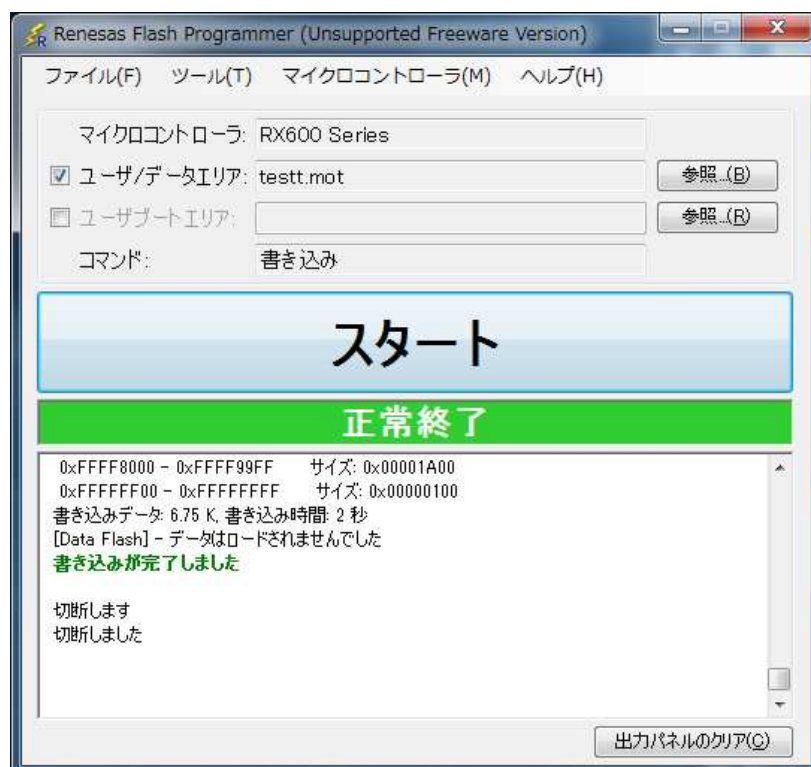 Renesas Flash Programmer (Unsupported Freeware Version)
ファイル(F) ツール(T) マイクロコントローラ(M) ヘルプ(H)
マイクロコントローラ: RX600 Series
ユーザ/データエリア: testt.mot 参照...(B)
ユーザブートエリア: 参照...(R)
コマンド: 書き込み
スタート
正常終了
0xFFFF8000 - 0xFFFF99FF サイズ: 0x00001A00
0xFFFFFF00 - 0xFFFFFFFF サイズ: 0x00000100
書き込みデータ: 6.75 K, 書き込み時間: 2 秒
[Data Flash] - データはロードされませんでした
書き込みが完了しました
切断します
切断しました
出力パネルのクリア(C)